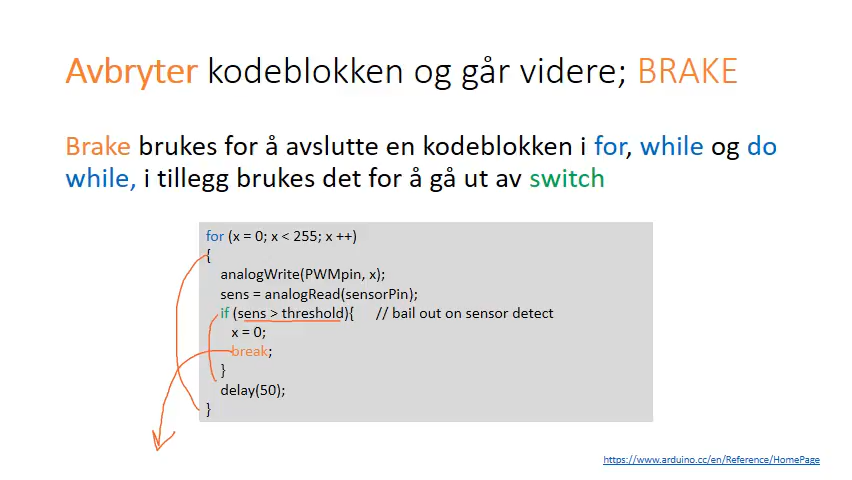 Avbryter kodeblokken og går videre; BRAKE
Brake brukes for å avslutte en kodeblokken i for, while og do
while, i tillegg brukes det for å gå ut av switch
for (x = 0; x < 255; x ++)
{
analogWrite(PWMpin, x);
sens = analogRead(sensorPin);
if (sens > threshold){ // bail out on sensor detect
x = 0;
break;
}
delay(50);
}
https://www.arduino.cc/en/Reference/HomePage